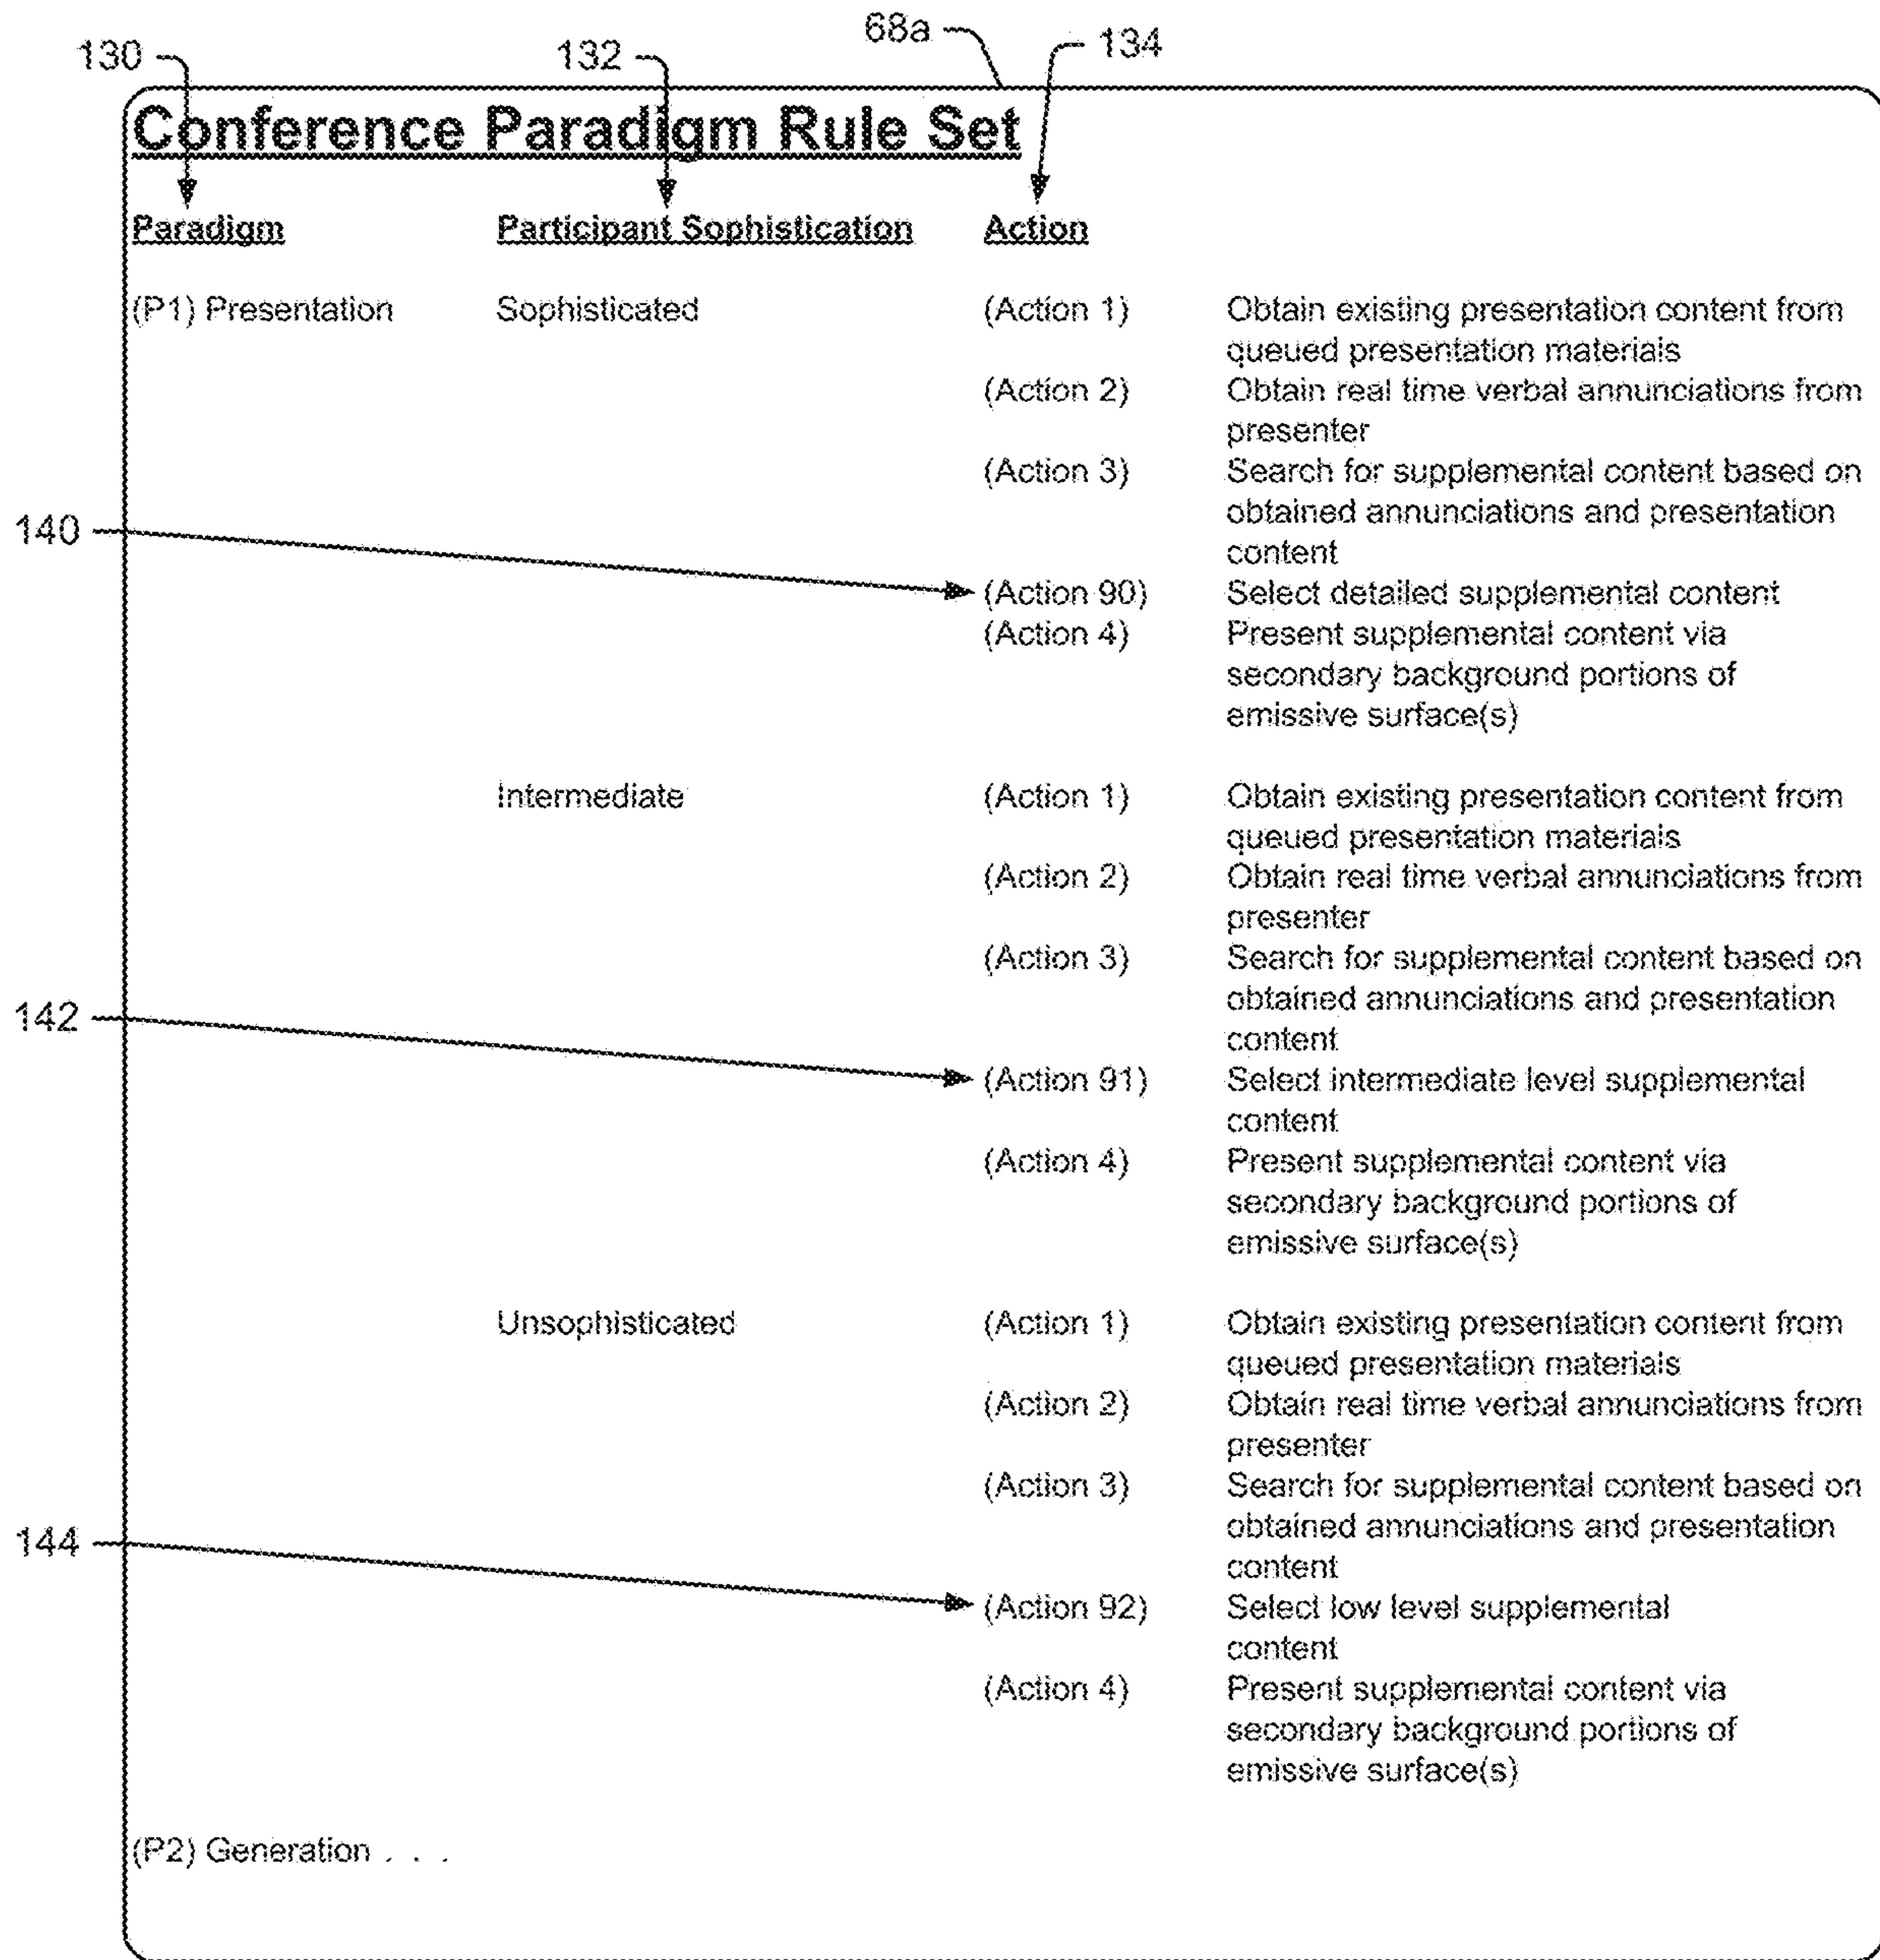 68a
130 132 134
Conference Paradigm Rule Set
Paradigm Participant Sophistication Action
(P1) Presentation Sophisticated (Action 1) Obtain existing presentation content from
queued presentation materials
(Action 2) Obtain real time verbal annunciations from
presenter
(Action 3) Search for supplemental content based on
140 obtained annunciations and presentation
content
(Action 90) Select detailed supplemental content
(Action 4) Present supplemental content via
secondary background portions of
emissive surface(s)
Intermediate (Action 1) Obtain existing presentation content from
queued presentation materials
(Action 2) Obtain real time verbal annunciations from
presenter
(Action 3) Search for supplemental content based on
142 obtained annunciations and presentation
content
(Action 91) Select intermediate level supplemental
content
(Action 4) Present supplemental content via
secondary background portions of
emissive surface(s)
Unsophisticated (Action 1) Obtain existing presentation content from
queued presentation materials
(Action 2) Obtain real time verbal annunciations from
presenter
(Action 3) Search for supplemental content based on
144 obtained annunciations and presentation
content
(Action 92) Select low level supplemental
content
(Action 4) Present supplemental content via
secondary background portions of
emissive surface(s)
(P2) Generation . . .